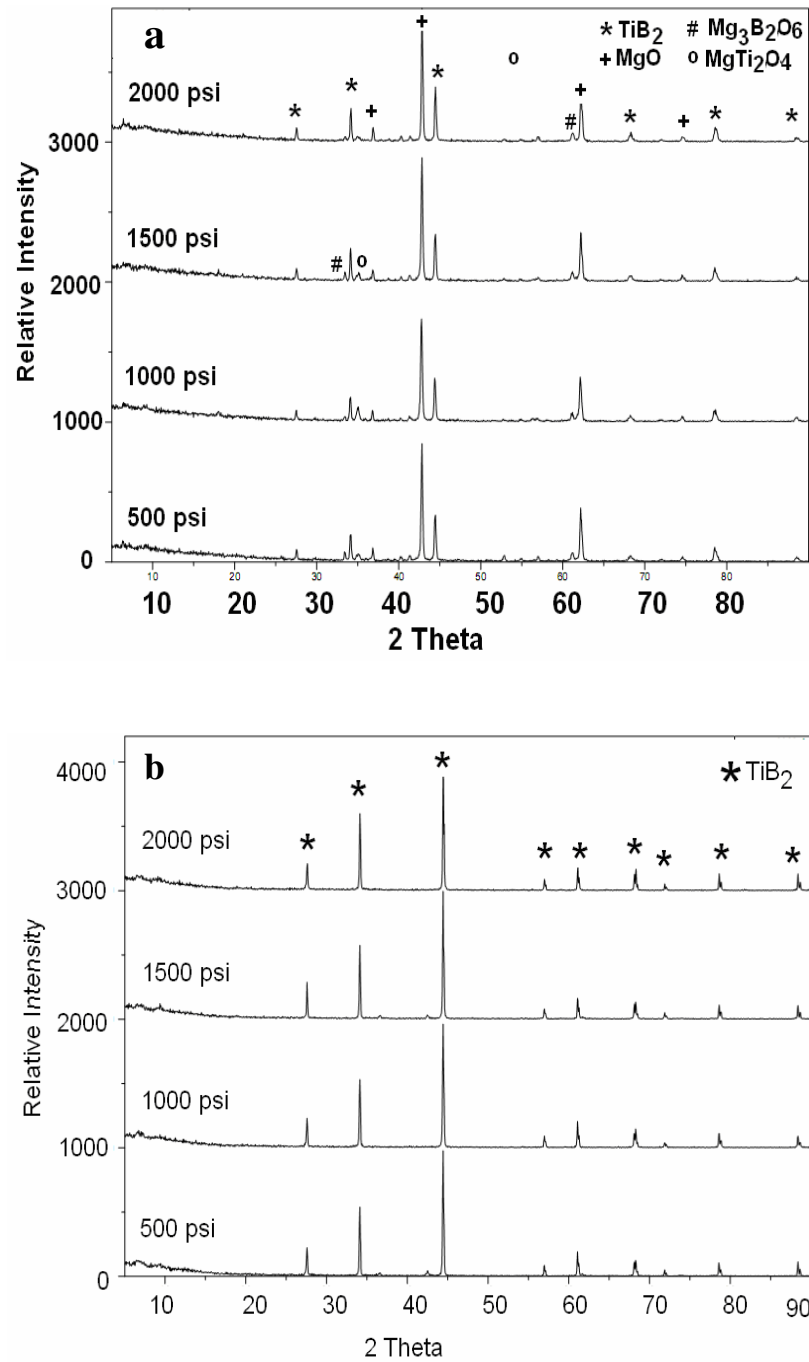 a
* TiB2 # Mg3B2O6
+ MgO o MgTi2O4
o
2000 psi
* * + + * # + * + * *
3000
1500 psi
# o
2000
1000 psi
1000
500 psi
0
Relative Intensity
10 20 30 40 50 60 70 80
10 20 30 40 50 60 70 80
2 Theta
b
* TiB2
4000
* * * * * * * * *
2000 psi
3000
1500 psi
2000
1000 psi
1000
500 psi
0
Relative Intensity
10 20 30 40 50 60 70 80 90
2 Theta